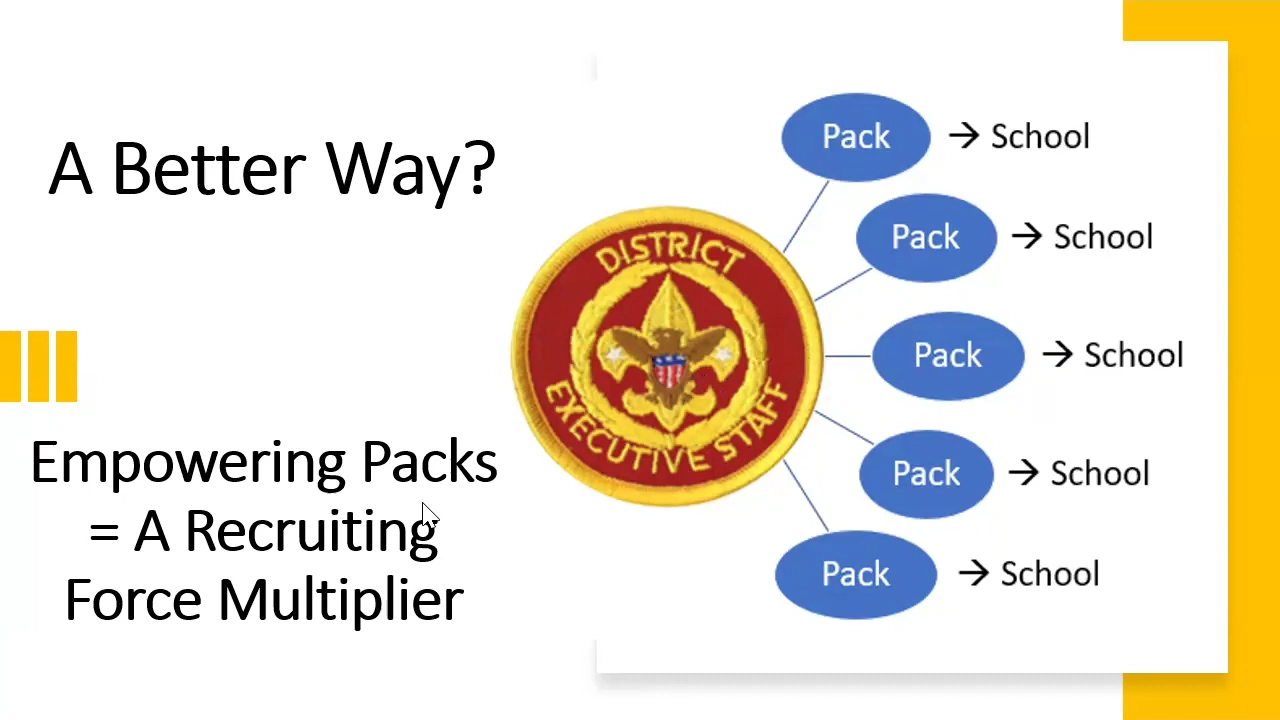 A Better Way?
Empowering Packs
= A Recruiting
Force Multiplier
DISTRICT
EXECUTIVE STAFF
Pack → School
Pack → School
Pack → School
Pack → School
Pack → School